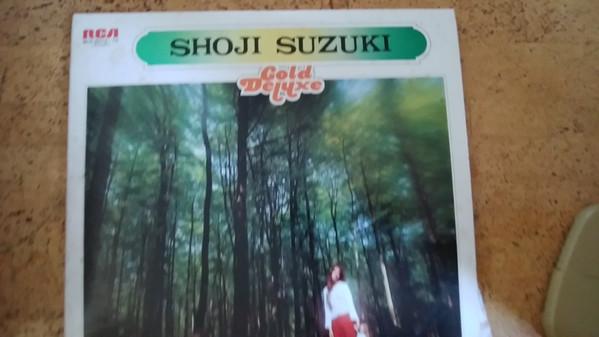 RCA
SHOJI SUZUKI
Gold
Deluxe